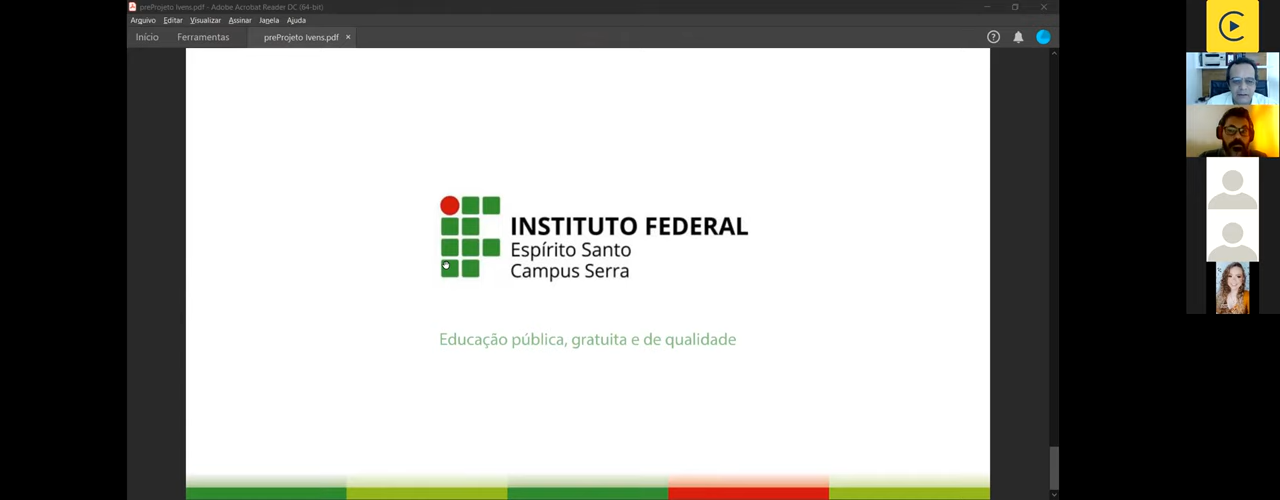 preProjeto Ivens.pdf - Adobe Acrobat Reader DC (64-bit)
Arquivo Editar Visualizar Assinar Janela Ajuda
Início Ferramentas preProjeto Ivens.pdf ×
INSTITUTO FEDERAL
Espírito Santo
Campus Serra
Educação pública, gratuita e de qualidade